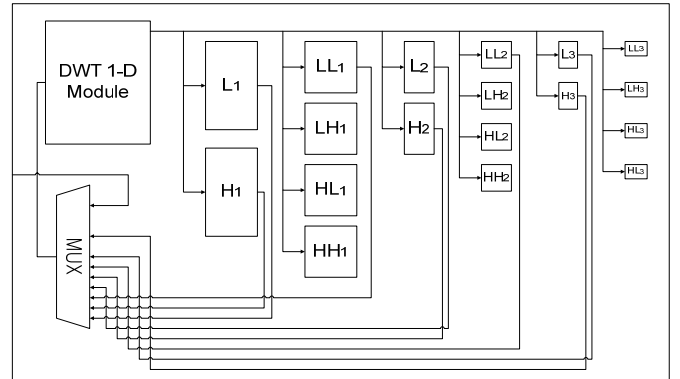 DWT 1-D
Module
L1
H1
LL1
LH1
HL1
HH1
L2
H2
LL2
LH2
HL2
HH2
L3
H3
LL3
LH3
HL3
HL3
MUX